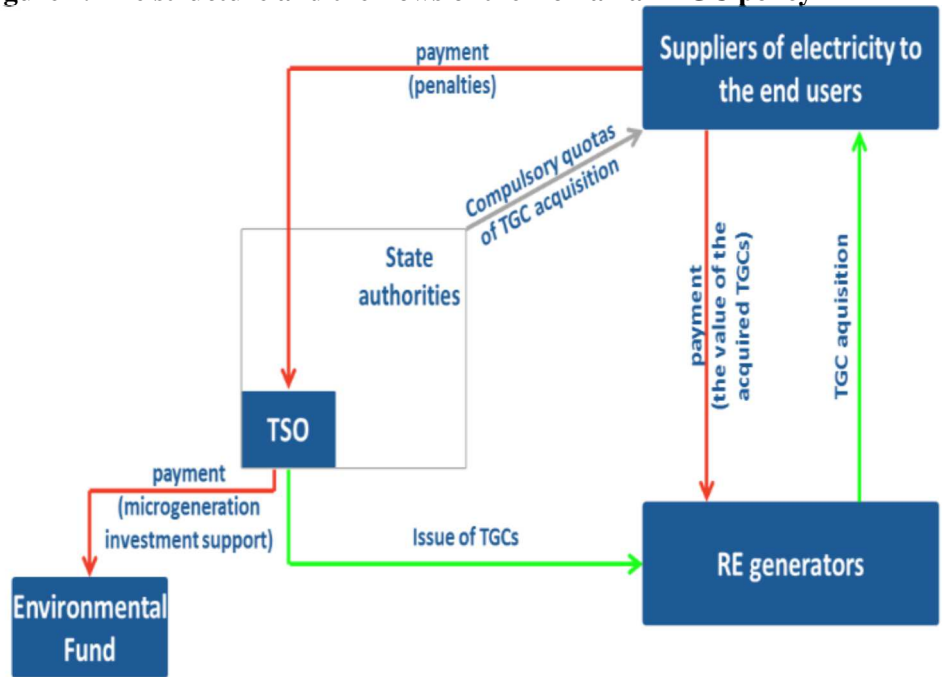 payment
(penalties)
Suppliers of electricity to
the end users
Compulsory quotas
of TGC acquisition
State
authorities
payment
(the value of the
acquired TGCs)
TGC aquisition
TSO
payment
(microgeneration
investment support)
Issue of TGCs
RE generators
Environmental
Fund